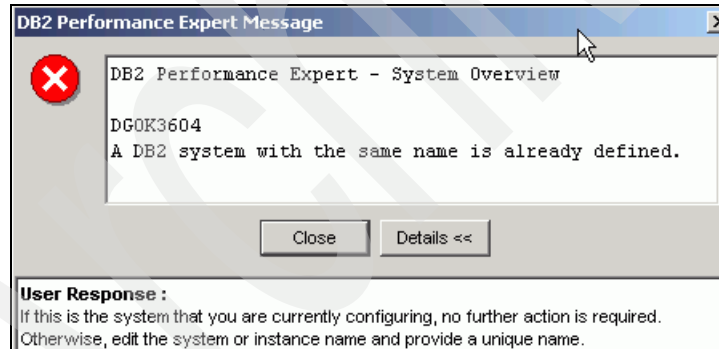 DB2 Performance Expert Message
DB2 Performance Expert - System Overview
DGOK3604
A DB2 system with the same name is already defined.
Close
Details <<
User Response :
If this is the system that you are currently configuring, no further action is required.
Otherwise, edit the system or instance name and provide a unique name.